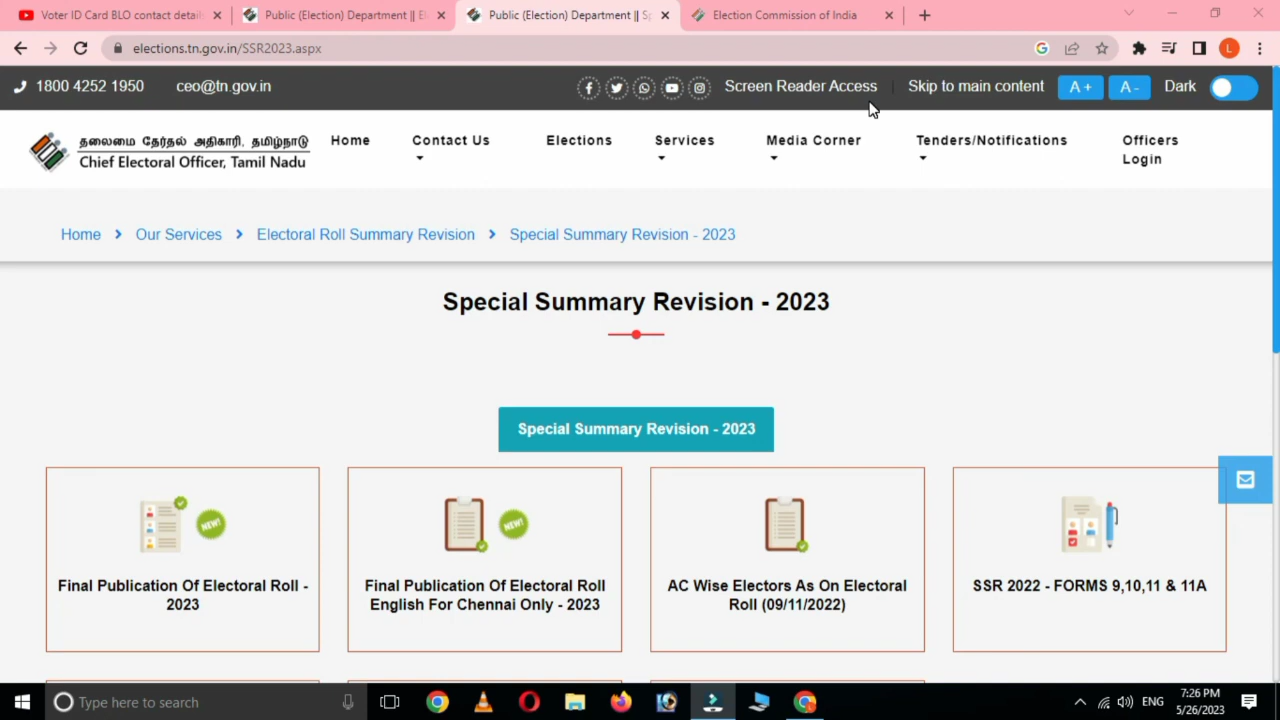 Voter ID Card BLO contact detail
Public (Election) Department || El
Public (Election) Department || Sp
Election Commission of India
elections.tn.gov.in/SSR2023.aspx
L
1800 4252 1950
ceo@tn.gov.in
Screen Reader Access
Skip to main content
A +
A -
Dark
தலைமை தேர்தல் அதிகாரி, தமிழ்நாடு
Chief Electoral Officer, Tamil Nadu
Home
Contact Us
Elections
Services
Media Corner
Tenders/Notifications
Officers
Login
Home
Our Services
Electoral Roll Summary Revision
Special Summary Revision - 2023
Special Summary Revision - 2023
Special Summary Revision - 2023
NEW!
Final Publication Of Electoral Roll -
2023
NEW!
Final Publication Of Electoral Roll
English For Chennai Only - 2023
AC Wise Electors As On Electoral
Roll (09/11/2022)
SSR 2022 - FORMS 9,10,11 & 11A
Type here to search
ENG
7:26 PM
5/26/2023